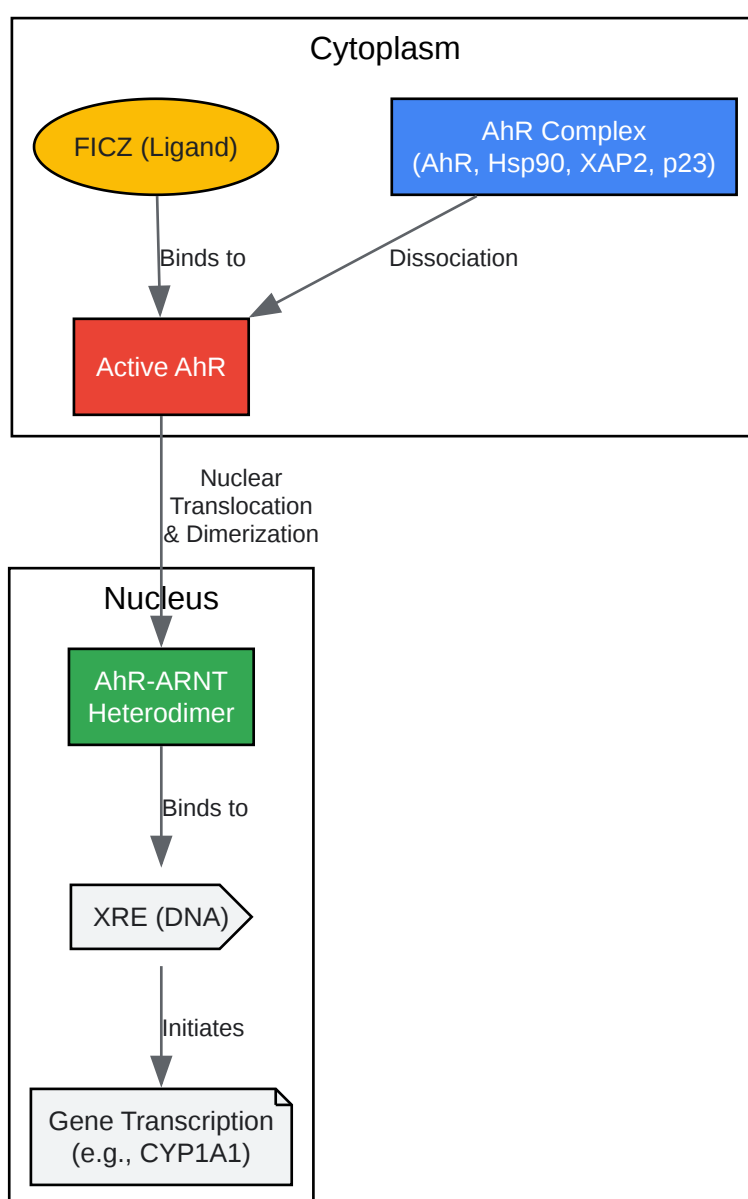 Cytoplasm
FICZ (Ligand)
AhR Complex
(AhR, Hsp90, XAP2, p23)
Binds to
Dissociation
Active AhR
Nuclear
Translocation
& Dimerization
Nucleus
AhR-ARNT
Heterodimer
Binds to
XRE (DNA)
Initiates
Gene Transcription
(e.g., CYP1A1)